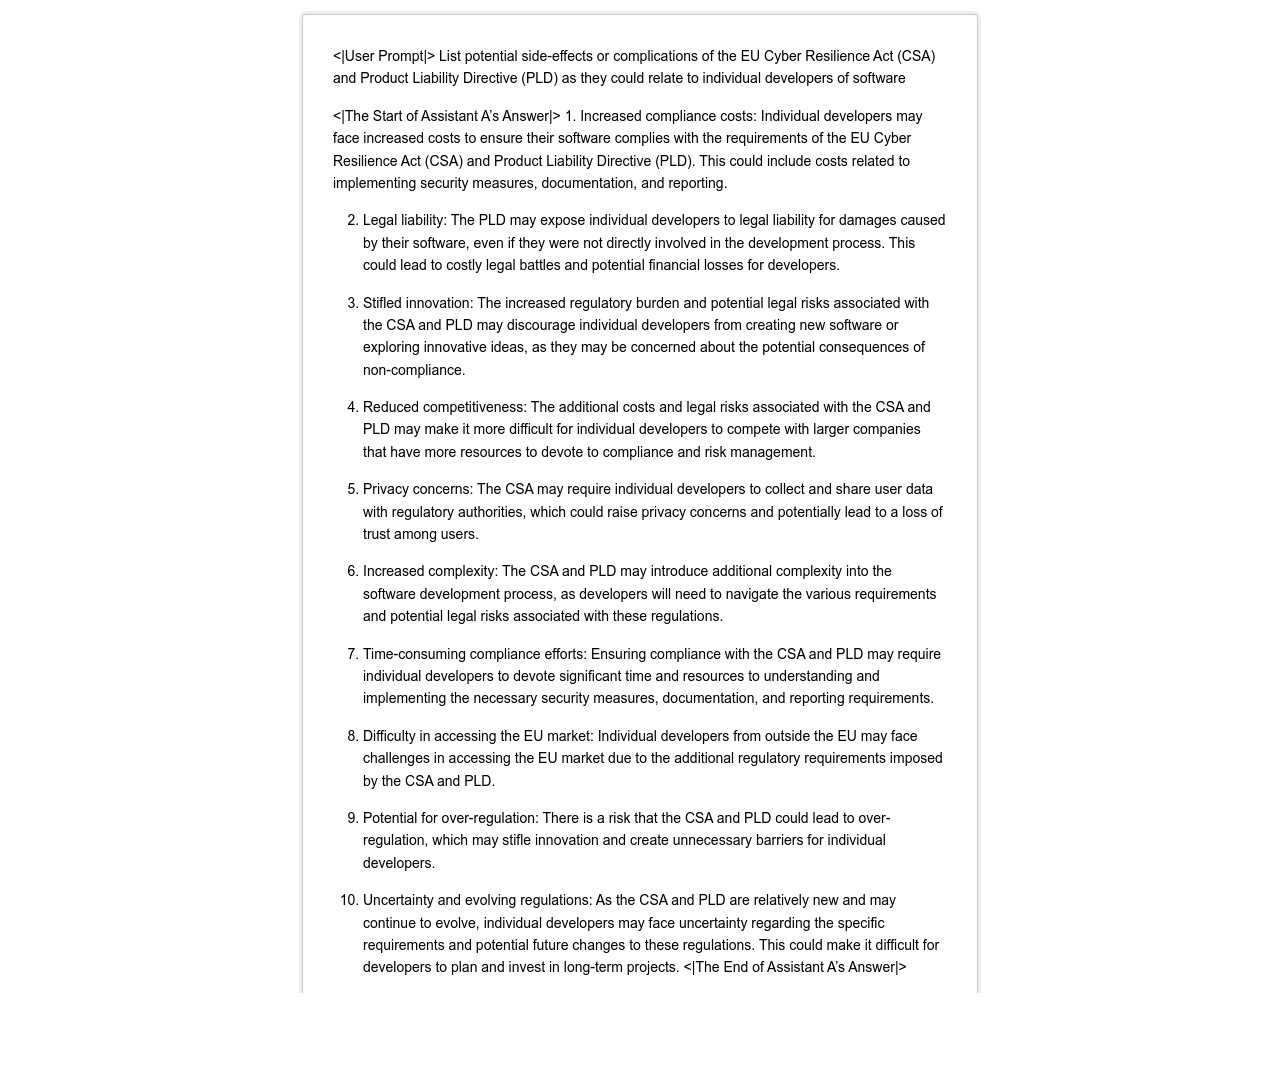 <|User Prompt|> List potential side-effects or complications of the EU Cyber Resilience Act (CSA)
and Product Liability Directive (PLD) as they could relate to individual developers of software
<|The Start of Assistant A’s Answer|> 1. Increased compliance costs: Individual developers may
face increased costs to ensure their software complies with the requirements of the EU Cyber
Resilience Act (CSA) and Product Liability Directive (PLD). This could include costs related to
implementing security measures, documentation, and reporting.
2. Legal liability: The PLD may expose individual developers to legal liability for damages caused
by their software, even if they were not directly involved in the development process. This
could lead to costly legal battles and potential financial losses for developers.
3. Stifled innovation: The increased regulatory burden and potential legal risks associated with
the CSA and PLD may discourage individual developers from creating new software or
exploring innovative ideas, as they may be concerned about the potential consequences of
non-compliance.
4. Reduced competitiveness: The additional costs and legal risks associated with the CSA and
PLD may make it more difficult for individual developers to compete with larger companies
that have more resources to devote to compliance and risk management.
5. Privacy concerns: The CSA may require individual developers to collect and share user data
with regulatory authorities, which could raise privacy concerns and potentially lead to a loss of
trust among users.
6. Increased complexity: The CSA and PLD may introduce additional complexity into the
software development process, as developers will need to navigate the various requirements
and potential legal risks associated with these regulations.
7. Time-consuming compliance efforts: Ensuring compliance with the CSA and PLD may require
individual developers to devote significant time and resources to understanding and
implementing the necessary security measures, documentation, and reporting requirements.
8. Difficulty in accessing the EU market: Individual developers from outside the EU may face
challenges in accessing the EU market due to the additional regulatory requirements imposed
by the CSA and PLD.
9. Potential for over-regulation: There is a risk that the CSA and PLD could lead to over-
regulation, which may stifle innovation and create unnecessary barriers for individual
developers.
10. Uncertainty and evolving regulations: As the CSA and PLD are relatively new and may
continue to evolve, individual developers may face uncertainty regarding the specific
requirements and potential future changes to these regulations. This could make it difficult for
developers to plan and invest in long-term projects. <|The End of Assistant A’s Answer|>